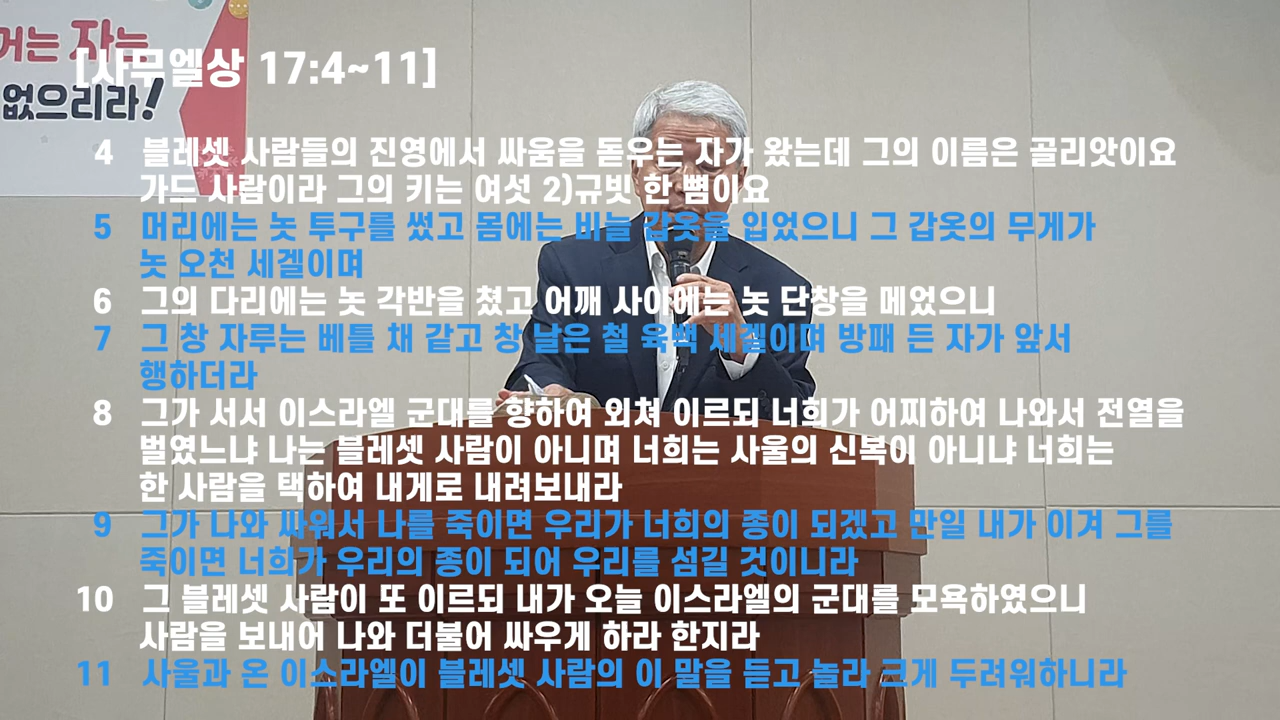 거는 자는
없으리라!
[사무엘상 17:4~11]
4 블레셋 사람들의 진영에서 싸움을 돋우는 자가 왔는데 그의 이름은 골리앗이요
가드 사람이라 그의 키는 여섯 2)규빗 한 뼘이요
5 머리에는 놋 투구를 썼고 몸에는 비늘 갑옷을 입었으니 그 갑옷의 무게가
놋 오천 세겔이며
6 그의 다리에는 놋 각반을 쳤고 어깨 사이에는 놋 단창을 메었으니
7 그 창 자루는 베틀 채 같고 창 날은 철 육백 세겔이며 방패 든 자가 앞서
행하더라
8 그가 서서 이스라엘 군대를 향하여 외쳐 이르되 너희가 어찌하여 나와서 전열을
벌였느냐 나는 블레셋 사람이 아니며 너희는 사울의 신복이 아니냐 너희는
한 사람을 택하여 내게로 내려보내라
9 그가 나와 싸워서 나를 죽이면 우리가 너희의 종이 되겠고 만일 내가 이겨 그를
죽이면 너희가 우리의 종이 되어 우리를 섬길 것이니라
10 그 블레셋 사람이 또 이르되 내가 오늘 이스라엘의 군대를 모욕하였으니
사람을 보내어 나와 더불어 싸우게 하라 한지라
11 사울과 온 이스라엘이 블레셋 사람의 이 말을 듣고 놀라 크게 두려워하니라